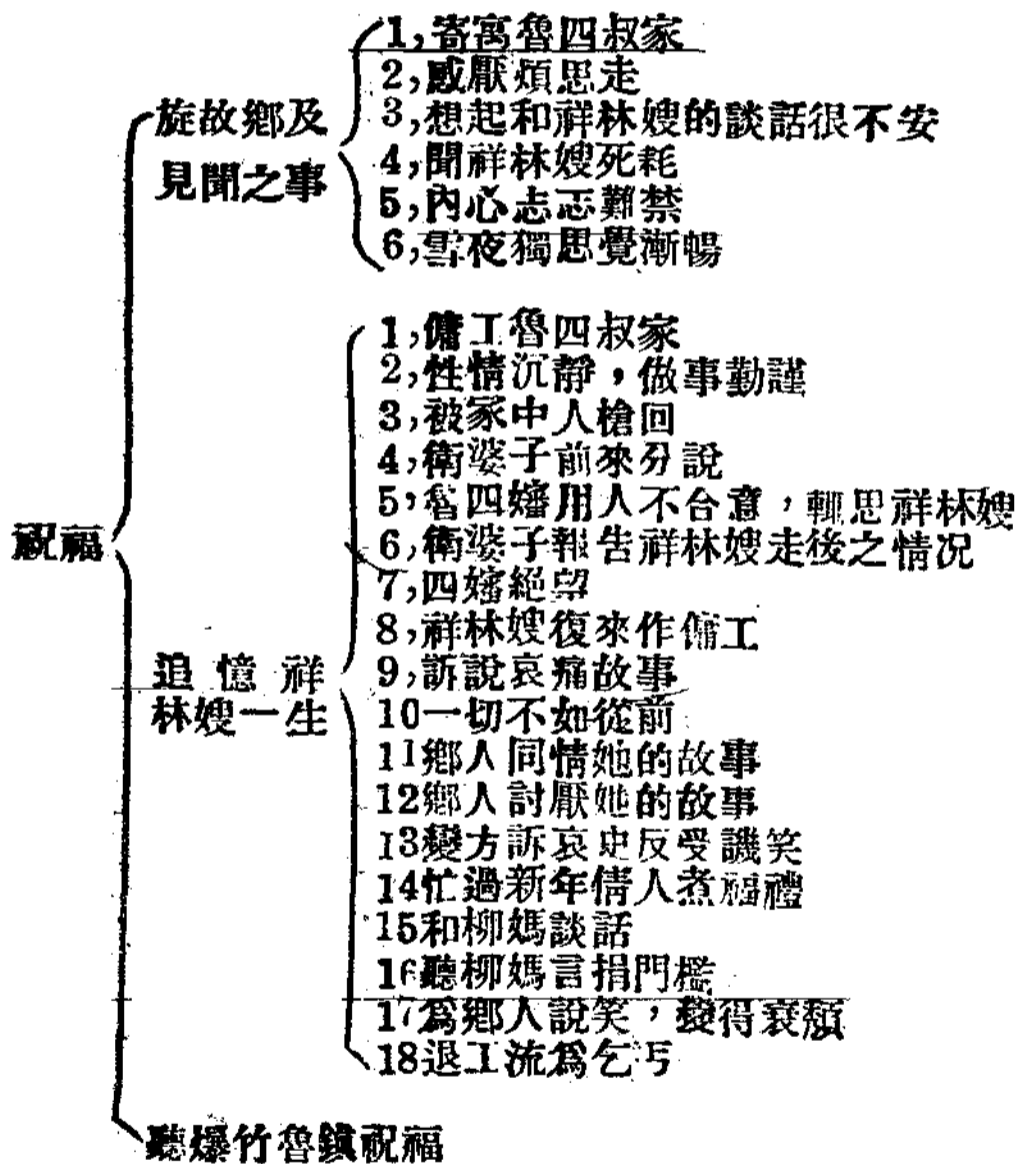 祝福
旋故鄉及
見聞之事
1,寄寓魯四叔家
2,感厭煩思走
3,想起和祥林嫂的談話很不安
4,聞祥林嫂死耗
5,內心志忑難禁
6,雪夜獨思覺漸暢
追憶祥
林嫂一生
1,傭工魯四叔家
2,性情沉靜,做事勤謹
3,被家中人槍回
4,衛婆子前來分說
5,魯四嬸用人不合意,輒思祥林嫂
6,衛婆子報告祥林嫂走後之情况
7,四嬸絕望
8,祥林嫂復來作傭工
9,訴說哀痛故事
10一切不如從前
11鄉人同情她的故事
12鄉人討厭她的故事
13變方訴哀史反受譏笑
14忙過新年倩人煮福禮
15和柳媽談話
16聽柳媽言捐門檻
17為鄉人說笑,變得衰頹
18退工流為乞丐
聽爆竹魯鎮祝福